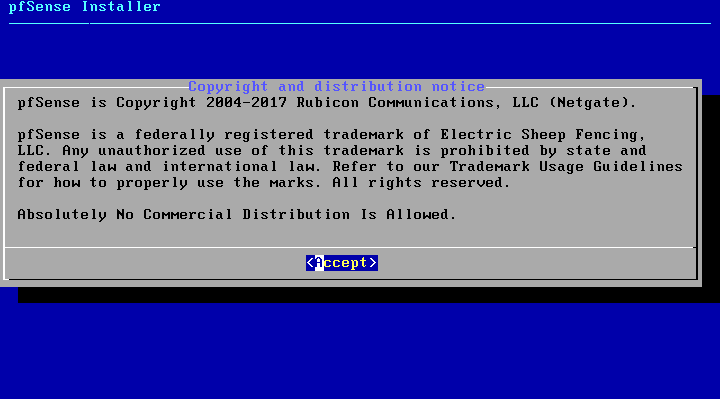 pfSense Installer
Copyright and distribution notice
pfSense is Copyright 2004-2017 Rubicon Communications, LLC (Netgate).
pfSense is a federally registered trademark of Electric Sheep Fencing,
LLC. Any unauthorized use of this trademark is prohibited by state and
federal law and international law. Refer to our Trademark Usage Guidelines
for how to properly use the marks. All rights reserved.
Absolutely No Commercial Distribution Is Allowed.
<Accept>